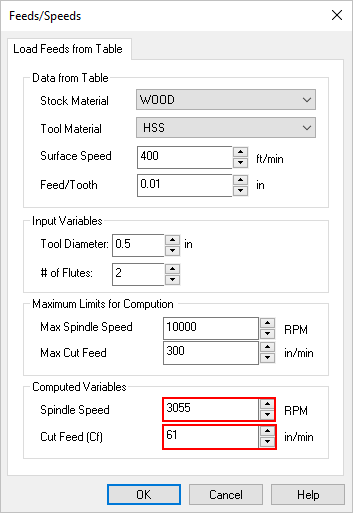 Feeds/Speeds
Load Feeds from Table
Data from Table
Stock Material WOOD
Tool Material HSS
Surface Speed 400 ft/min
Feed/Tooth 0.01 in
Input Variables
Tool Diameter: 0.5 in
# of Flutes: 2
Maximum Limits for Compution
Max Spindle Speed 10000 RPM
Max Cut Feed 300 in/min
Computed Variables
Spindle Speed 3055 RPM
Cut Feed (Cf) 61 in/min
OK Cancel Help